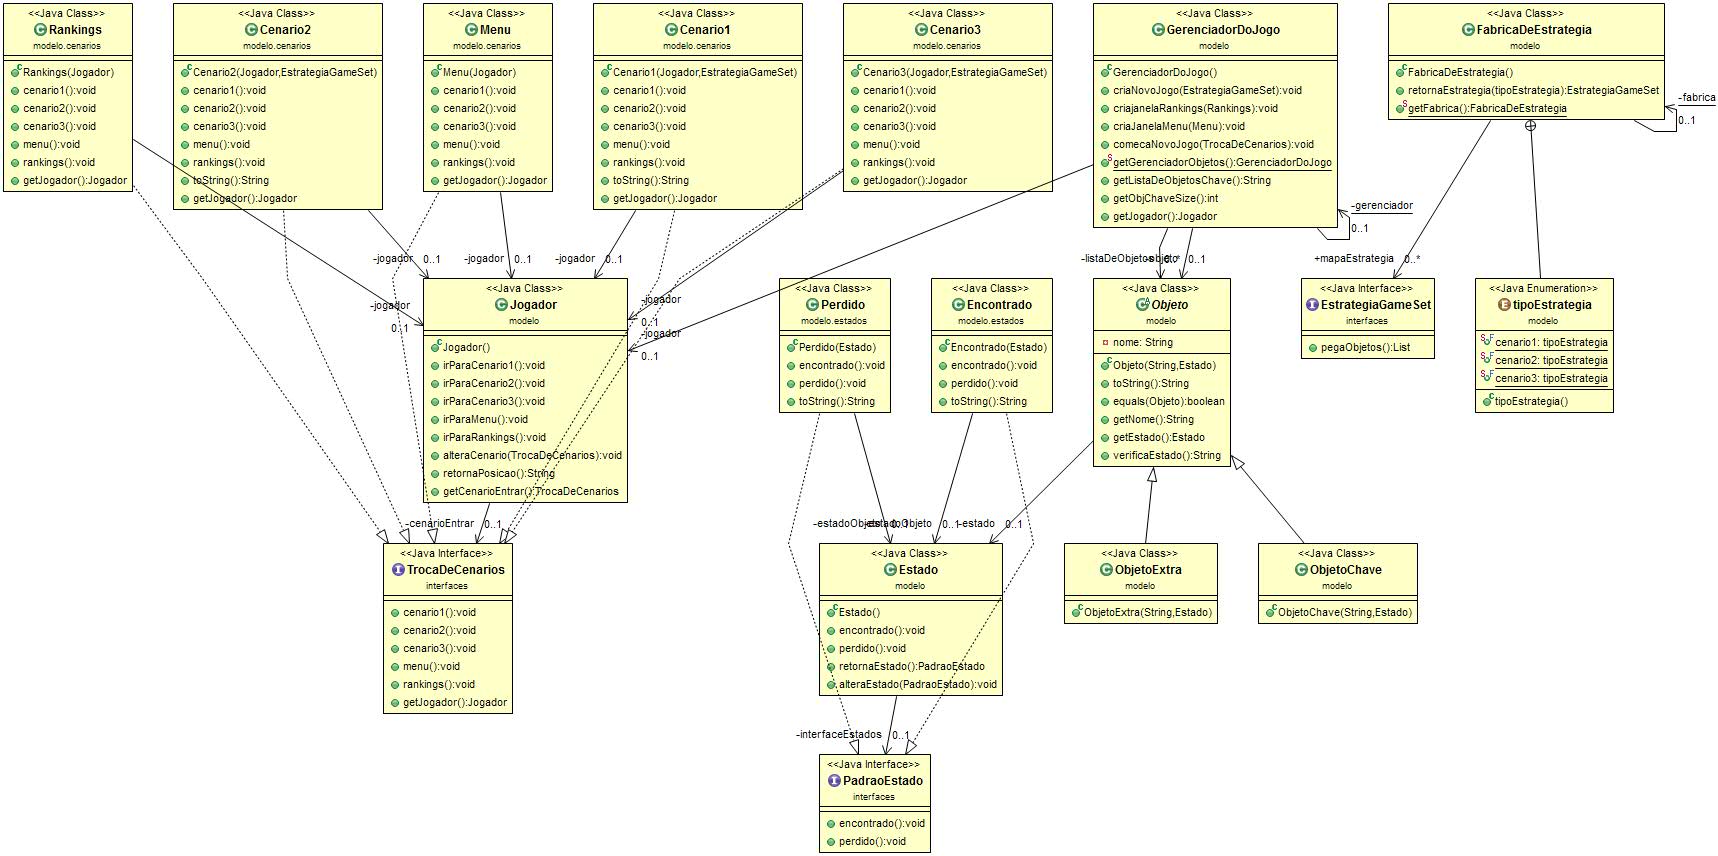 <<Java Class>>
Rankings
modelo.cenarios
Rankings(Jogador)
cenario1():void
cenario2():void
cenario3():void
menu():void
rankings():void
getJogador():Jogador
<<Java Class>>
Cenario2
modelo.cenarios
Cenario2(Jogador,EstrategiaGameSet)
cenario1():void
cenario2():void
cenario3():void
menu():void
rankings():void
toString():String
getJogador():Jogador
<<Java Class>>
Menu
modelo.cenarios
Menu(Jogador)
cenario1():void
cenario2():void
cenario3():void
menu():void
rankings():void
getJogador():Jogador
<<Java Class>>
Cenario1
modelo.cenarios
Cenario1(Jogador,EstrategiaGameSet)
cenario1():void
cenario2():void
cenario3():void
menu():void
rankings():void
toString():String
getJogador():Jogador
<<Java Class>>
Cenario3
modelo.cenarios
Cenario3(Jogador,EstrategiaGameSet)
cenario1():void
cenario2():void
cenario3():void
menu():void
rankings():void
getJogador():Jogador
<<Java Class>>
GerenciadorDoJogo
modelo
GerenciadorDoJogo()
criaNovoJogo(EstrategiaGameSet):void
criajanelaRankings(Rankings):void
criaJanelaMenu(Menu):void
comecaNovoJogo(TrocaDeCenarios):void
getGerenciadorObjetos():GerenciadorDoJogo
getListaDeObjetosChave():String
getObjChaveSize():int
getJogador():Jogador
<<Java Class>>
FabricaDeEstrategia
modelo
FabricaDeEstrategia()
retornaEstrategia(tipoEstrategia):EstrategiaGameSet
getFabrica():FabricaDeEstrategia
-fabrica
0..1
-gerenciador
0..1
-jogador
0..1
-jogador
0..1
-jogador
0..1
-jogador
0..1
-jogador
0..1
-jogador
0..1
-listaDeObjetos
objeto
0..1
+mapaEstrategia
0..*
<<Java Class>>
Jogador
modelo
Jogador()
irParaCenario1():void
irParaCenario2():void
irParaCenario3():void
irParaMenu():void
irParaRankings():void
alteraCenario(TrocaDeCenarios):void
retornaPosicao():String
getCenarioEntrar():TrocaDeCenarios
<<Java Class>>
Perdido
modelo.estados
Perdido(Estado)
encontrado():void
perdido():void
toString():String
<<Java Class>>
Encontrado
modelo.estados
Encontrado(Estado)
encontrado():void
perdido():void
toString():String
<<Java Class>>
Objeto
modelo
nome: String
Objeto(String,Estado)
toString():String
equals(Objeto):boolean
getNome():String
getEstado():Estado
verificaEstado():String
<<Java Interface>>
EstrategiaGameSet
interfaces
pegaObjetos():List
<<Java Enumeration>>
tipoEstrategia
modelo
cenario1: tipoEstrategia
cenario2: tipoEstrategia
cenario3: tipoEstrategia
tipoEstrategia()
-cenarioEntrar
0..1
-estadoObjeto
0..1
-estadoObjeto
0..1
-estado
0..1
<<Java Interface>>
TrocaDeCenarios
interfaces
cenario1():void
cenario2():void
cenario3():void
menu():void
rankings():void
getJogador():Jogador
<<Java Class>>
Estado
modelo
Estado()
encontrado():void
perdido():void
retornaEstado():PadraoEstado
alteraEstado(PadraoEstado):void
<<Java Class>>
ObjetoExtra
modelo
ObjetoExtra(String,Estado)
<<Java Class>>
ObjetoChave
modelo
ObjetoChave(String,Estado)
-interfaceEstados
0..1
<<Java Interface>>
PadraoEstado
interfaces
encontrado():void
perdido():void